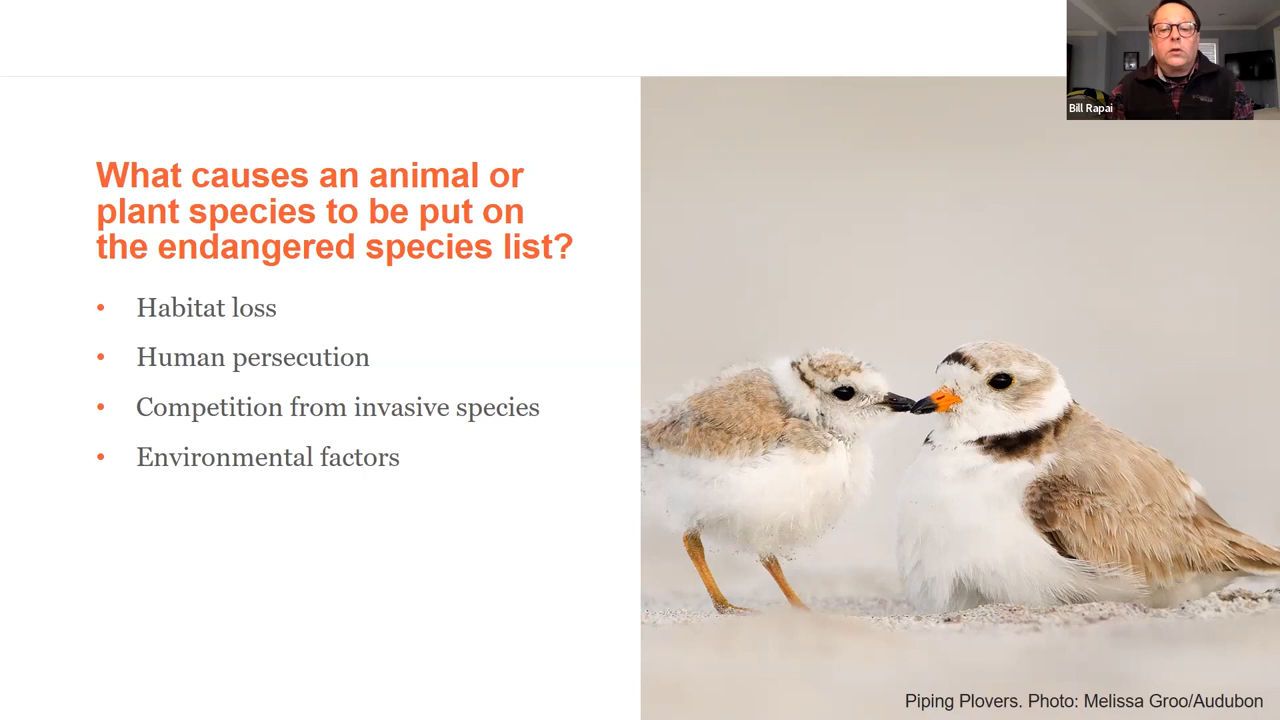 Bill Rapai
What causes an animal or
plant species to be put on
the endangered species list?
• Habitat loss
• Human persecution
• Competition from invasive species
• Environmental factors
Piping Plovers. Photo: Melissa Groo/Audubon